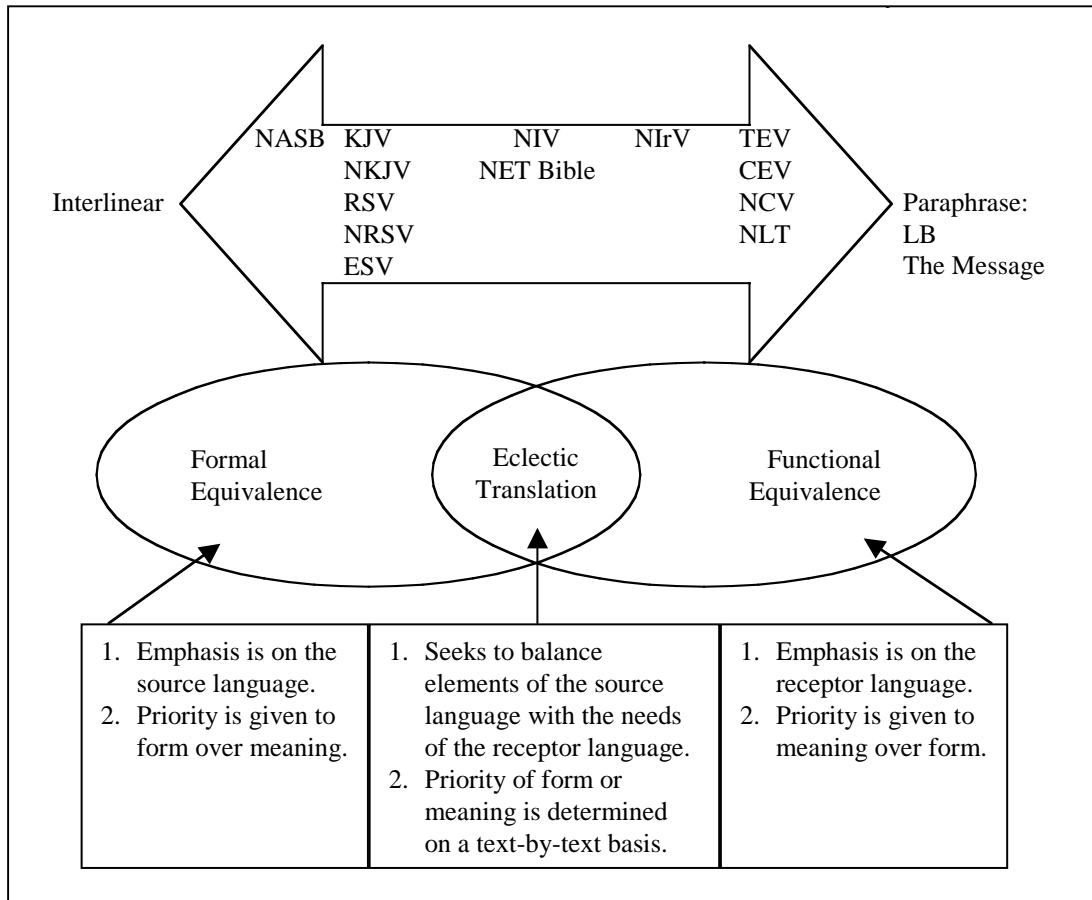 NASB KJV NIV NIrV TEV
NKJV NET Bible CEV
Interlinear RSV NCV Paraphrase:
NRSV NLT LB
ESV The Message
Formal
Equivalence
Eclectic
Translation
Functional
Equivalence
1. Emphasis is on the
source language.
2. Priority is given to
form over meaning.
1. Seeks to balance
elements of the source
language with the needs
of the receptor language.
2. Priority of form or
meaning is determined
on a text-by-text basis.
1. Emphasis is on the
receptor language.
2. Priority is given to
meaning over form.